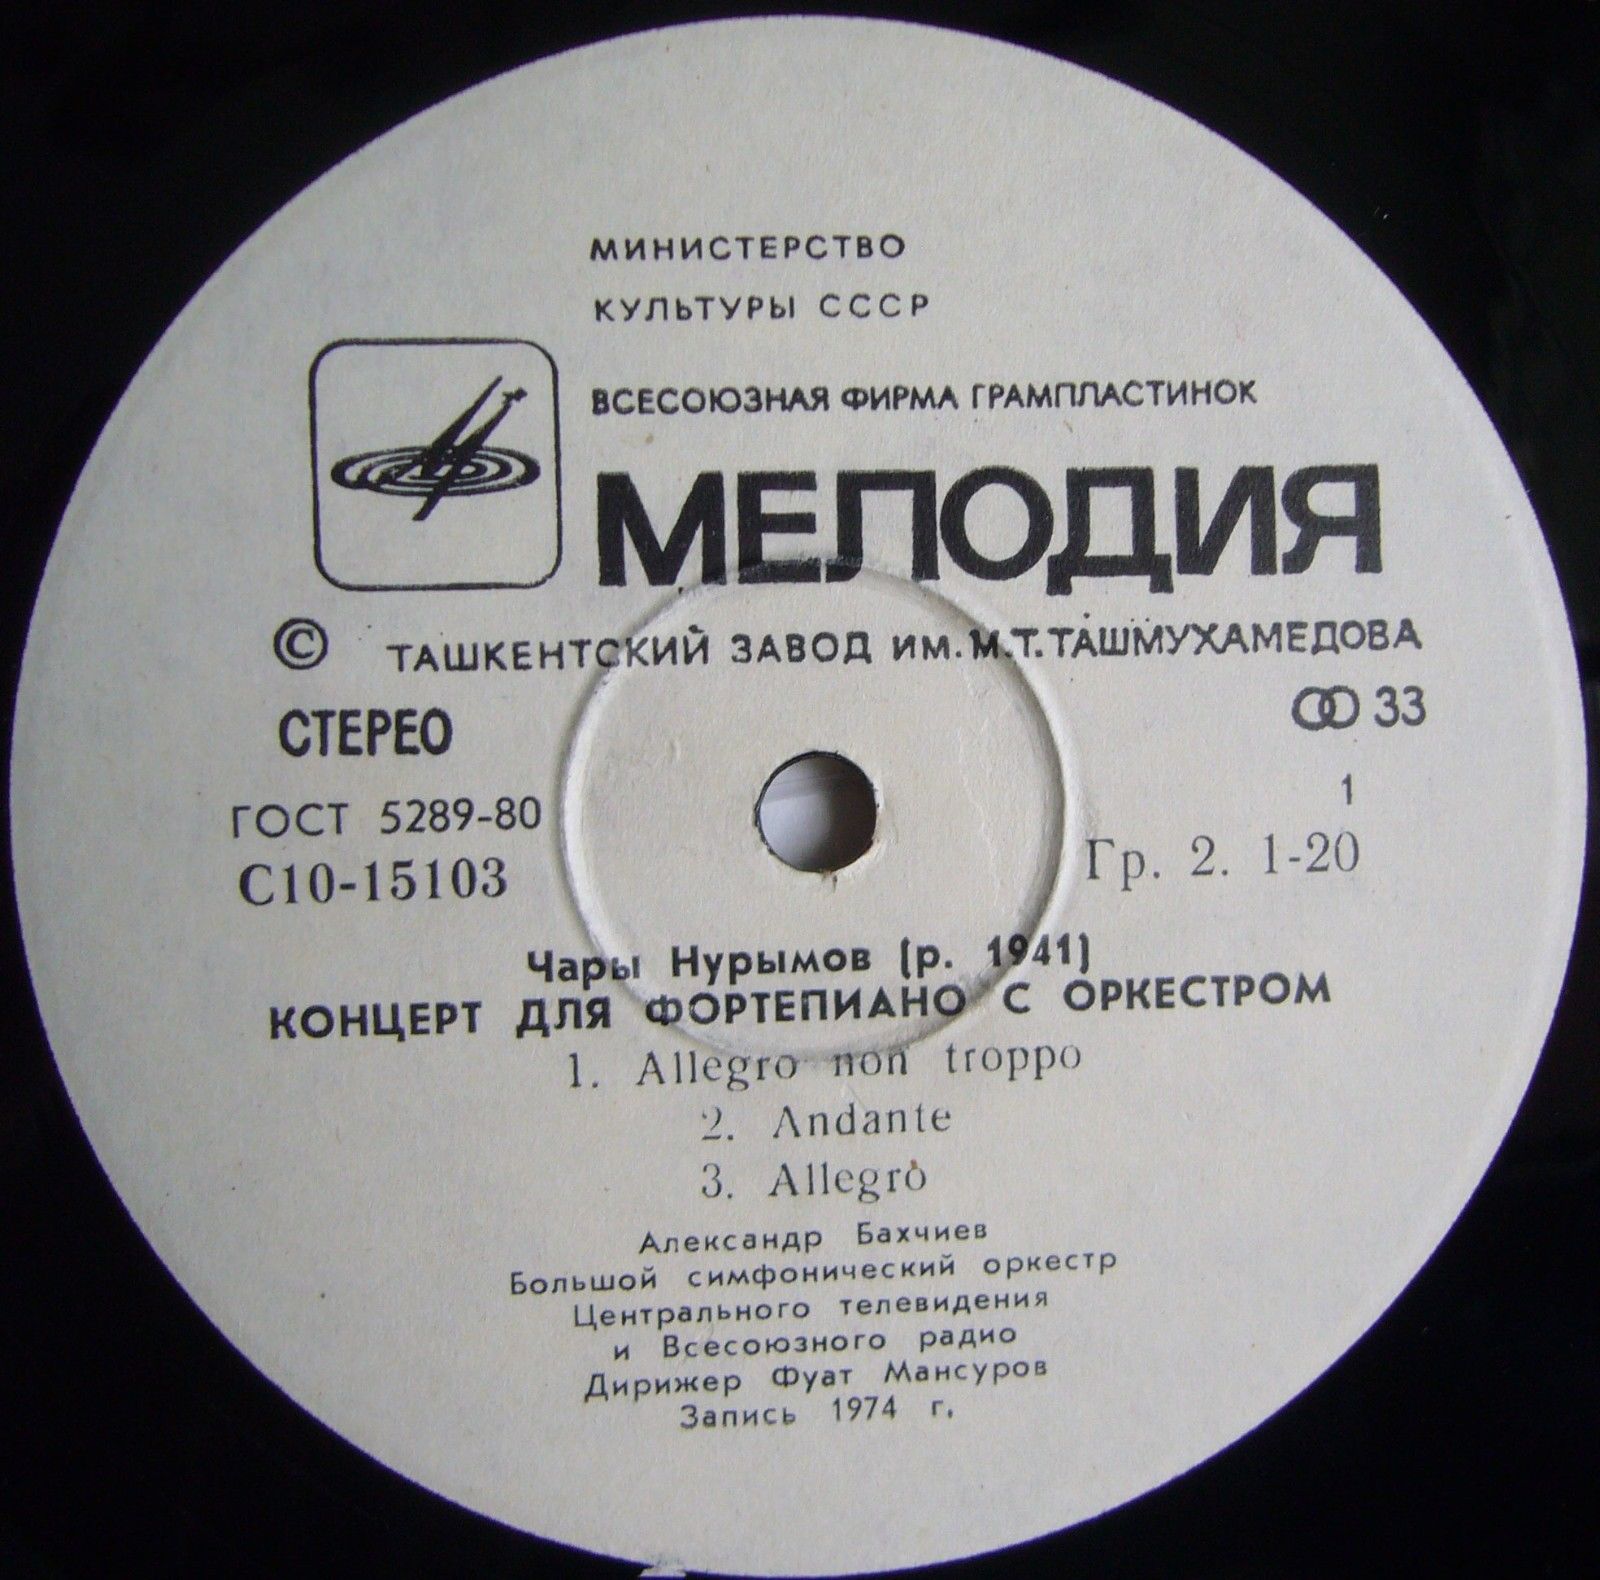 МИНИСТЕРСТВО
КУЛЬТУРЫ СССР
ВСЕСОЮЗНАЯ ФИРМА ГРАМПЛАСТИНОК
МЕЛОДИЯ
© ТАШКЕНТСКИЙ ЗАВОД ИМ. М.Т. ТАШМУХАМЕДОВА
СТЕРЕО
33
ГОСТ 5289-80
1
С10-15103
Гр. 2. 1-20
Чары Нурымов (р. 1941)
КОНЦЕРТ ДЛЯ ФОРТЕПИАНО С ОРКЕСТРОМ
1. Allegro non troppo
2. Andante
3. Allegro
Александр Бахчиев
Большой симфонический оркестр
Центрального телевидения
и Всесоюзного радио
Дирижер Фуат Мансуров
Запись 1974 г.